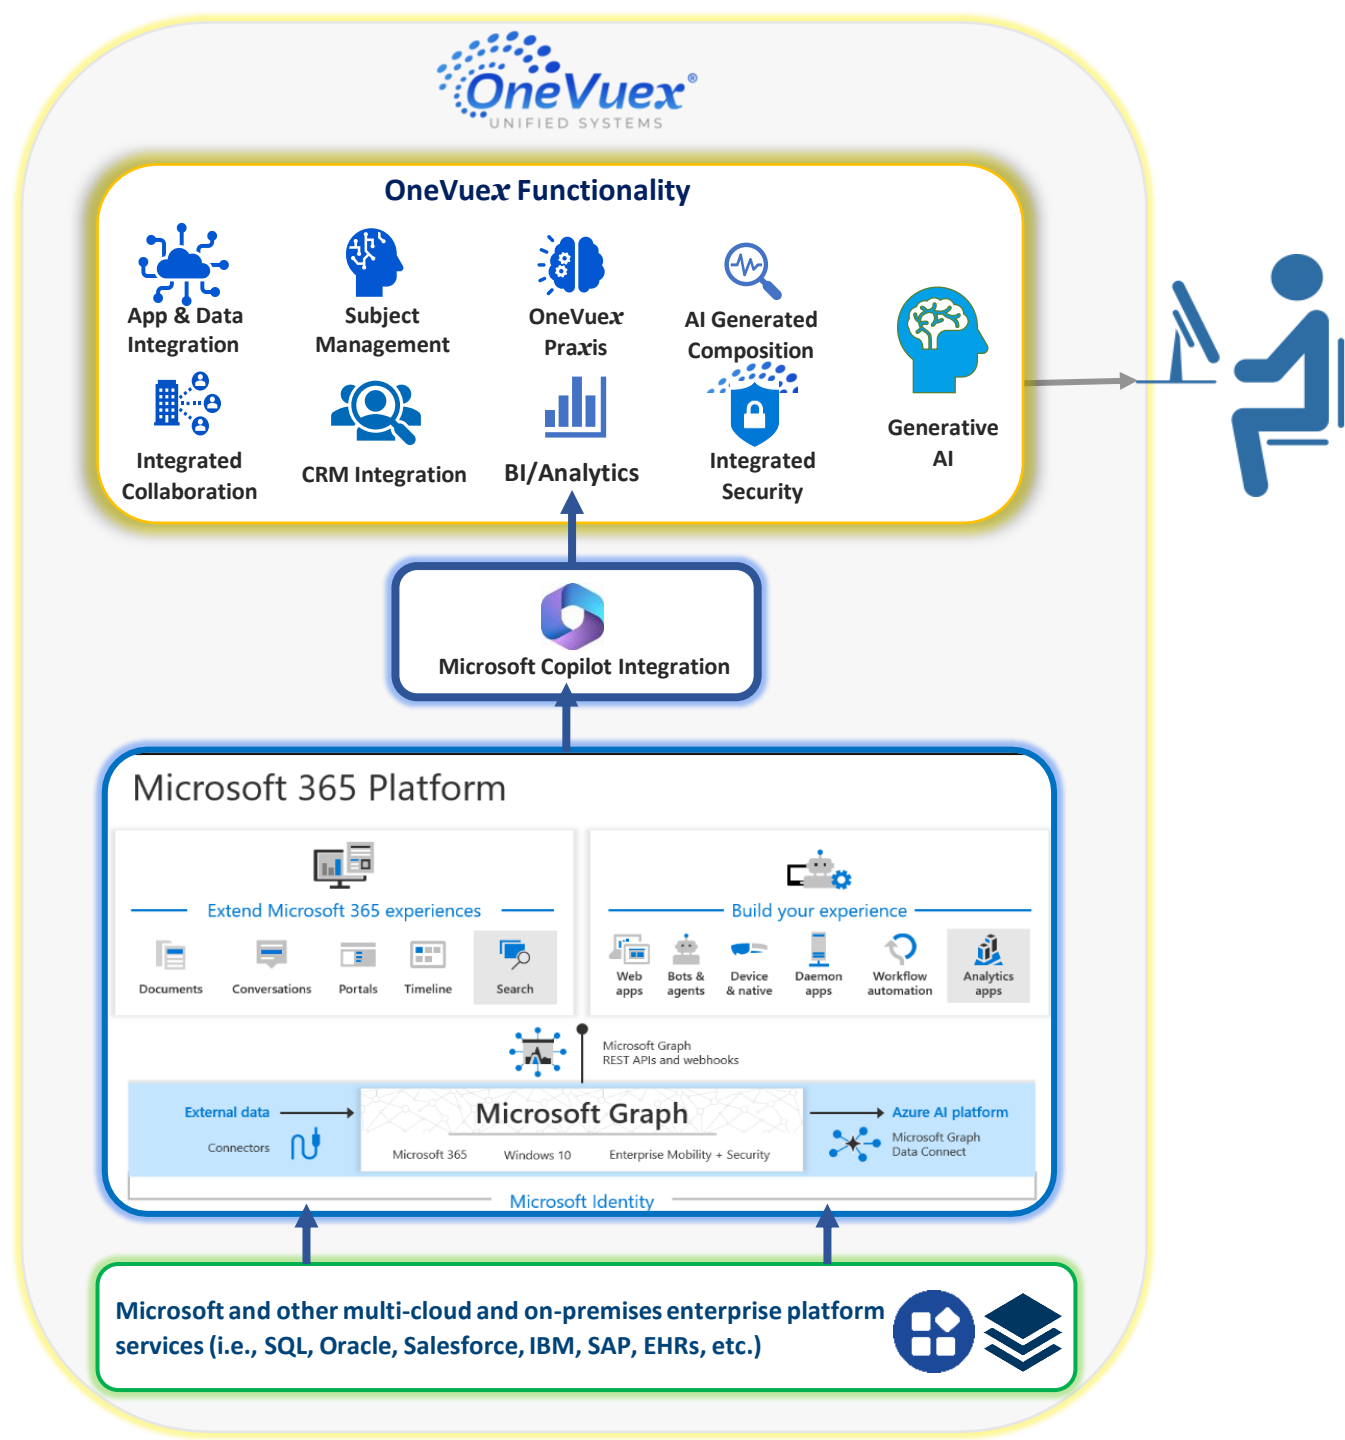 OneVuex®
UNIFIED SYSTEMS
OneVuex Functionality
App & Data
Integration
Subject
Management
OneVuex
Praxis
AI Generated
Composition
Generative
AI
Integrated
Collaboration
CRM Integration
BI/Analytics
Integrated
Security
Microsoft Copilot Integration
Microsoft 365 Platform
Extend Microsoft 365 experiences
Documents
Conversations
Portals
Timeline
Search
Build your experience
Web
apps
Bots &
agents
Device
& native
Daemon
apps
Workflow
automation
Analytics
apps
Microsoft Graph
REST APIs and webhooks
External data
Connectors
Microsoft Graph
Microsoft 365
Windows 10
Enterprise Mobility + Security
Azure AI platform
Microsoft Graph
Data Connect
Microsoft Identity
Microsoft and other multi-cloud and on-premises enterprise platform
services (i.e., SQL, Oracle, Salesforce, IBM, SAP, EHRs, etc.)